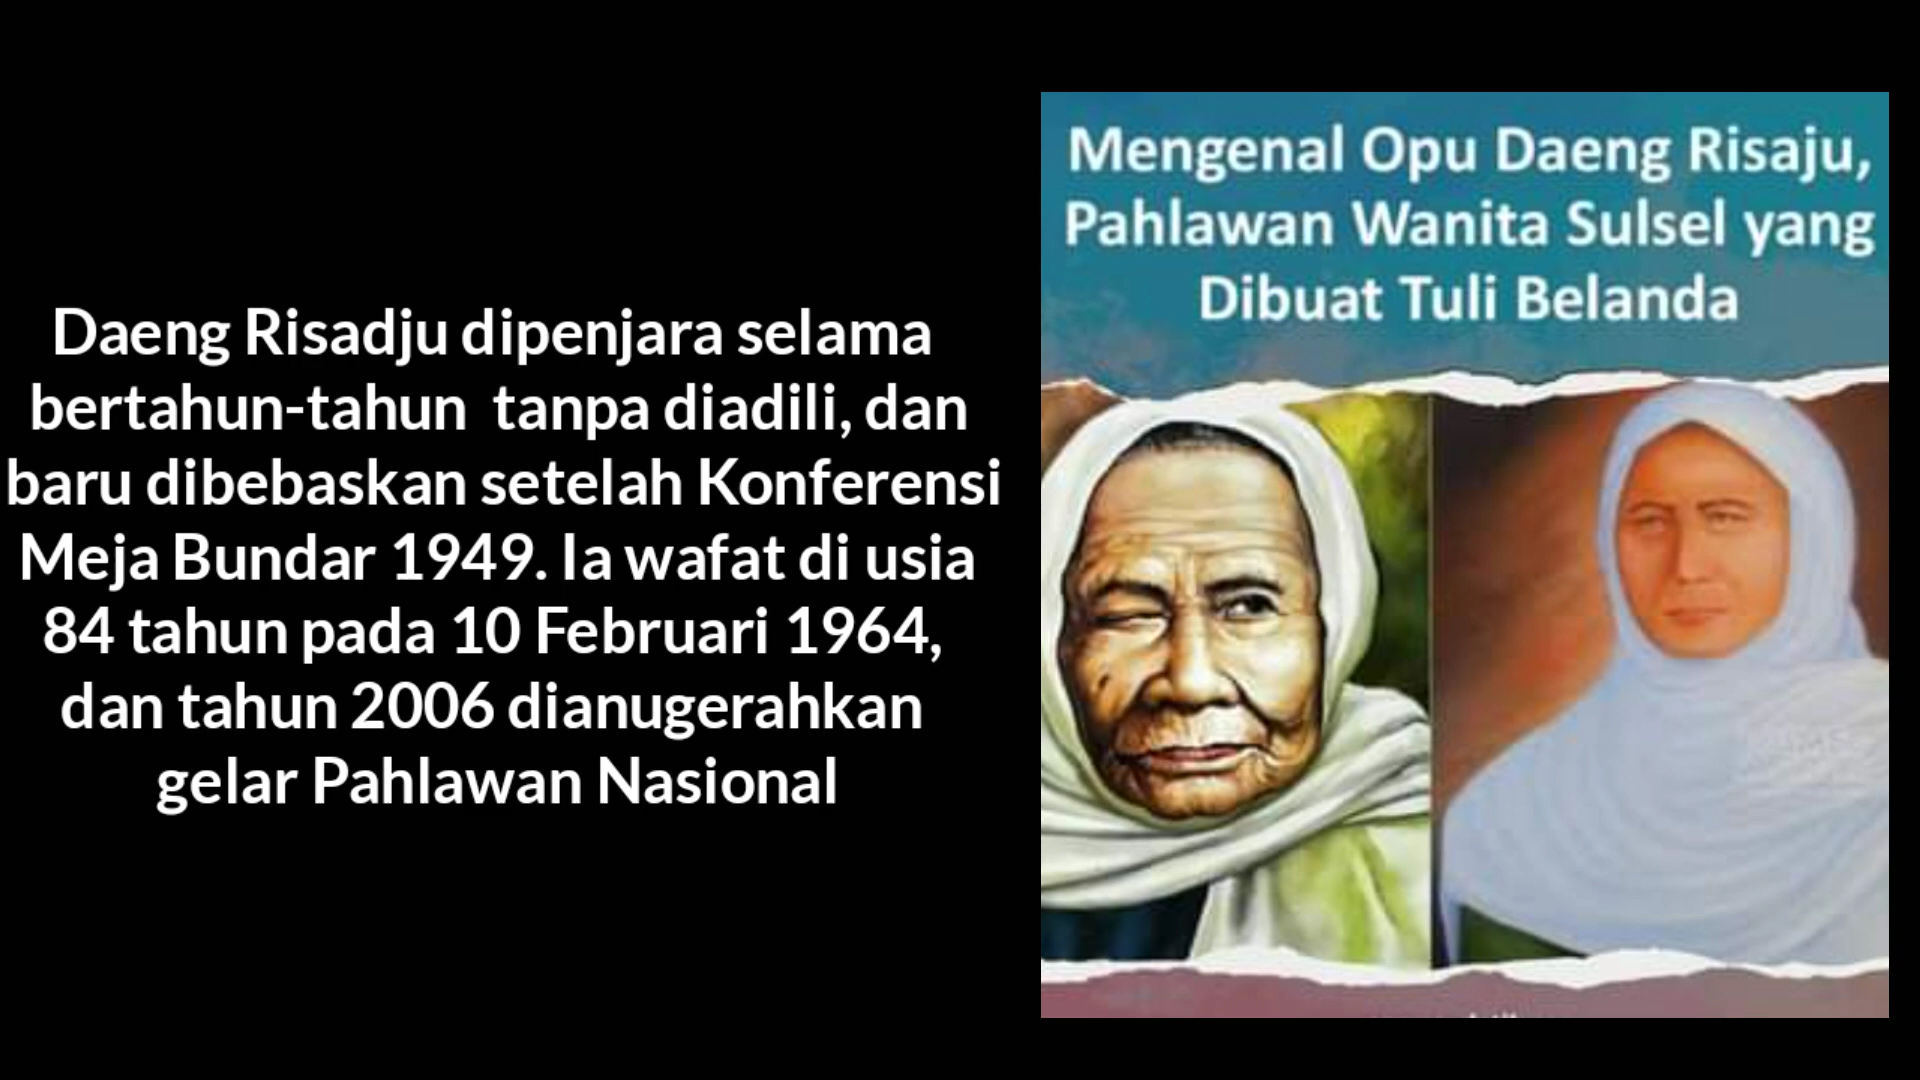 Daeng Risadju dipenjara selama
bertahun-tahun tanpa diadili, dan
baru dibebaskan setelah Konferensi
Meja Bundar 1949. Ia wafat di usia
84 tahun pada 10 Februari 1964,
dan tahun 2006 dianugerahkan
gelar Pahlawan Nasional
Mengenal Opu Daeng Risaju,
Pahlawan Wanita Sulsel yang
Dibuat Tuli Belanda